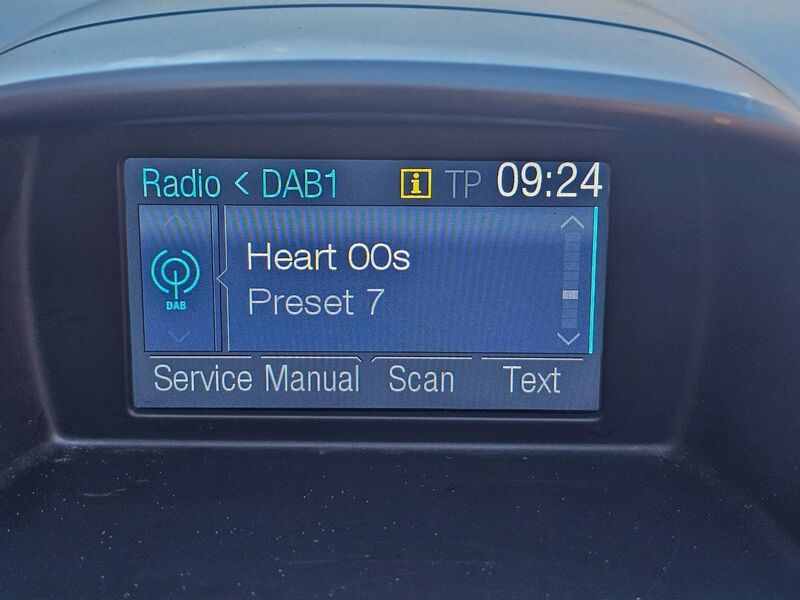 Radio < DAB1 i TP 09:24
Heart 00s
DAB
Preset 7
Service Manual Scan Text